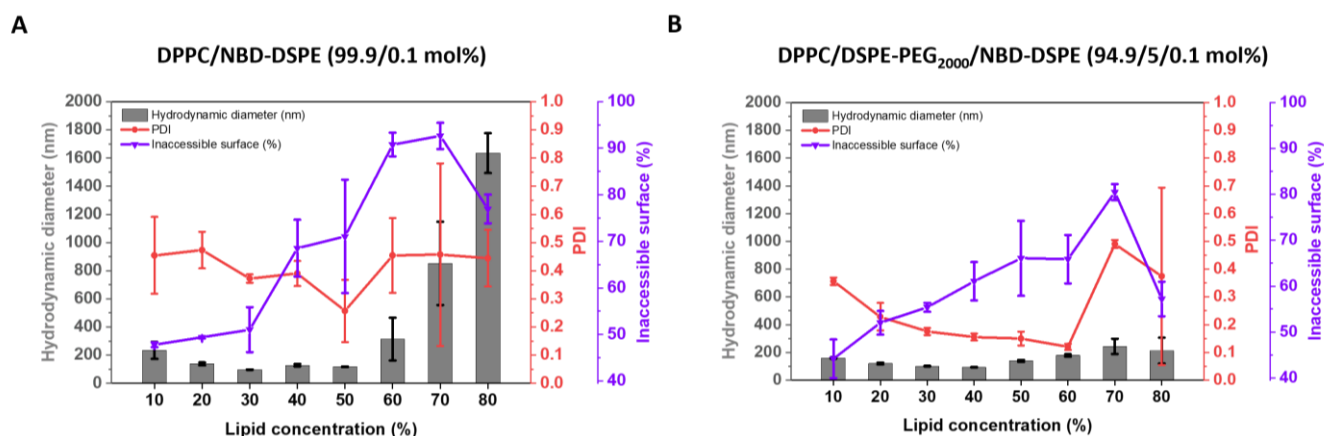 A
DPPC/NBD-DSPE (99.9/0.1 mol%)
Hydrodynamic diameter (nm)
2000
1800
1600
1400
1200
1000
800
600
400
200
0
Hydrodynamic diameter (nm)
PDI
Inaccessible surface (%)
10 20 30 40 50 60 70 80
Lipid concentration (%)
1.0
0.9
0.8
0.7
0.6
0.5
0.4
0.3
0.2
0.1
0.0
PDI
100
90
80
70
60
50
40
Inaccessible surface (%)
B
DPPC/DSPE-PEG2000/NBD-DSPE (94.9/5/0.1 mol%)
Hydrodynamic diameter (nm)
2000
1800
1600
1400
1200
1000
800
600
400
200
0
Hydrodynamic diameter (nm)
PDI
Inaccessible surface (%)
10 20 30 40 50 60 70 80
Lipid concentration (%)
1.0
0.9
0.8
0.7
0.6
0.5
0.4
0.3
0.2
0.1
0.0
PDI
100
90
80
70
60
50
40
Inaccessible surface (%)